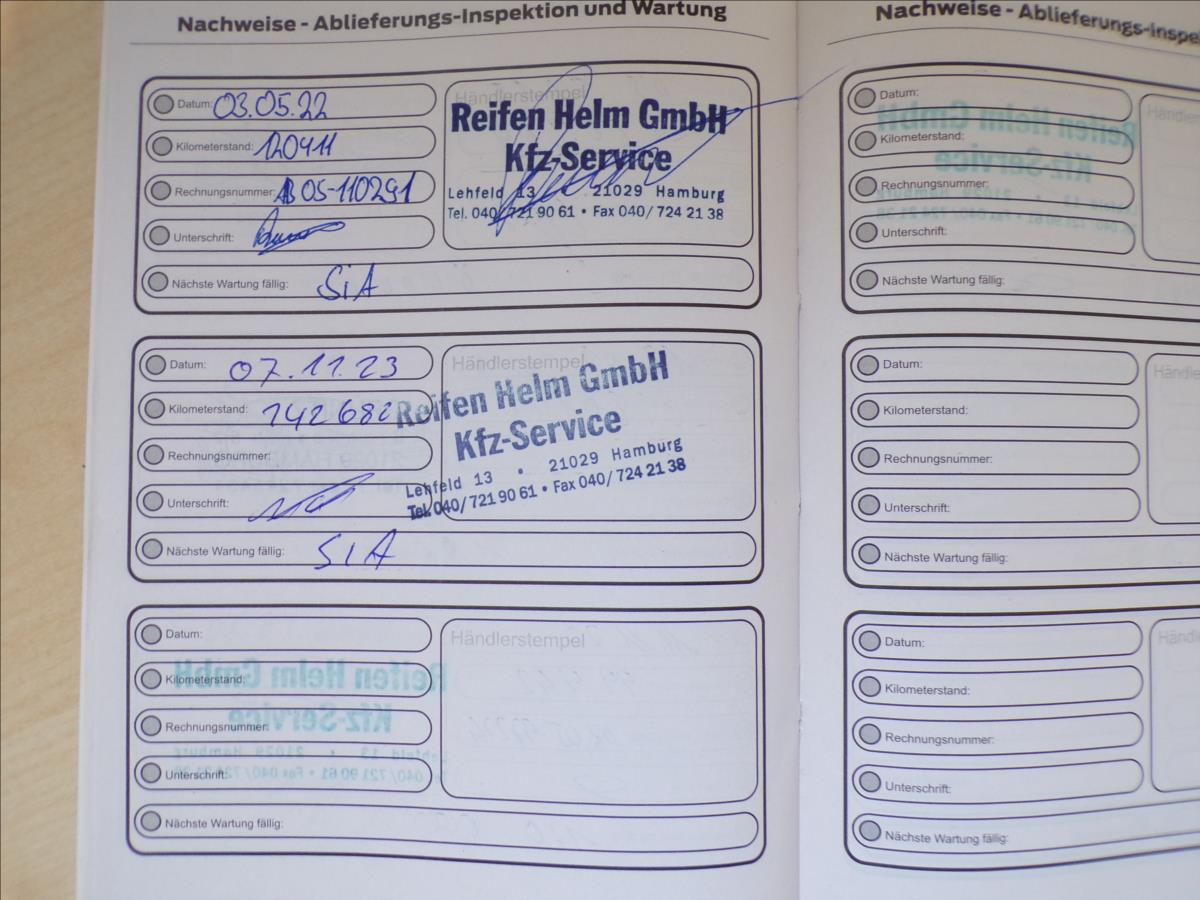 Nachweise - Ablieferungs-Inspektion und Wartung
Datum: 03.05.22
Kilometerstand: 120411
Rechnungsnummer: 05-110291
Unterschrift:
Nächste Wartung fällig: SIA
Händlerstempel
Reifen Helm GmbH
Kfz-Service
Lehfeld 13 21029 Hamburg
Tel. 040/721 90 61 • Fax 040/ 724 21 38
Datum: 07.11.23
Kilometerstand: 142682
Rechnungsnummer:
Unterschrift:
Nächste Wartung fällig: SIA
Händlerstempel
Reifen Helm GmbH
Kfz-Service
Lehfeld 13 • 21029 Hamburg
Tel. 040/ 721 90 61 • Fax 040/ 724 21 38
Datum:
Kilometerstand:
Rechnungsnummer:
Unterschrift:
Nächste Wartung fällig:
Händlerstempel
Nachweise - Ablieferungs-Inspe
Datum:
Kilometerstand:
Rechnungsnummer:
Unterschrift:
Nächste Wartung fällig:
Händle
Datum:
Kilometerstand:
Rechnungsnummer:
Unterschrift:
Nächste Wartung fällig:
Händ
Datum:
Kilometerstand:
Rechnungsnummer:
Unterschrift:
Nächste Wartung fällig:
Händ